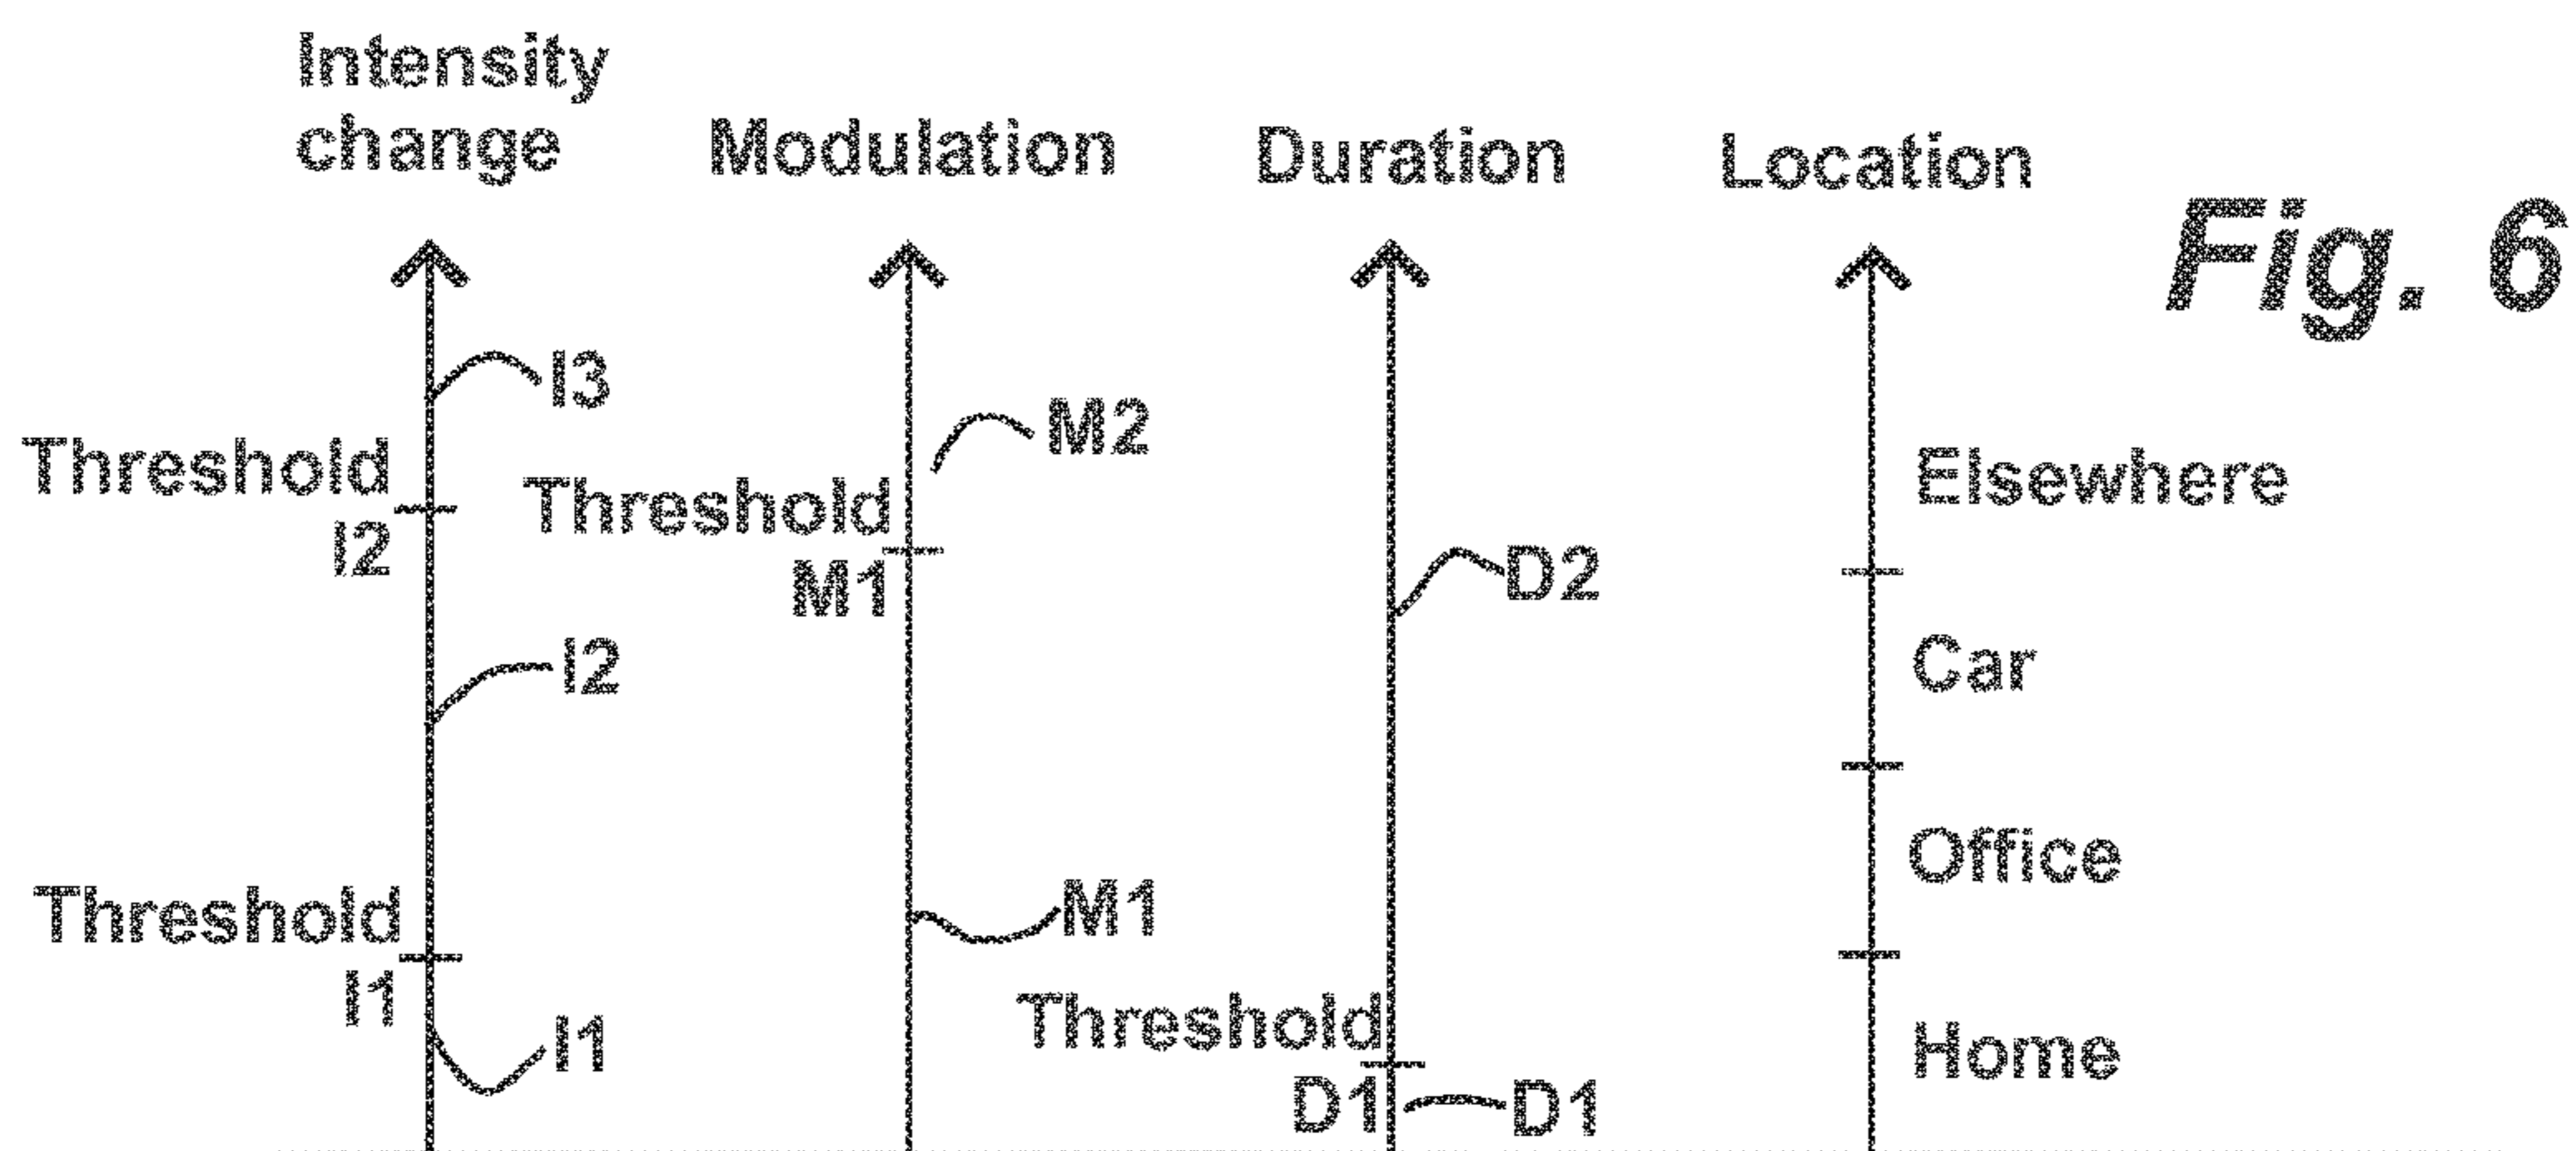 Intensity
change
Modulation
Duration
Location
Fig. 6
I3
M2
Threshold
I2
Threshold
M1
Elsewhere
D2
I2
Car
Office
Threshold
I1
M1
Threshold
D1
I1
D1
Home